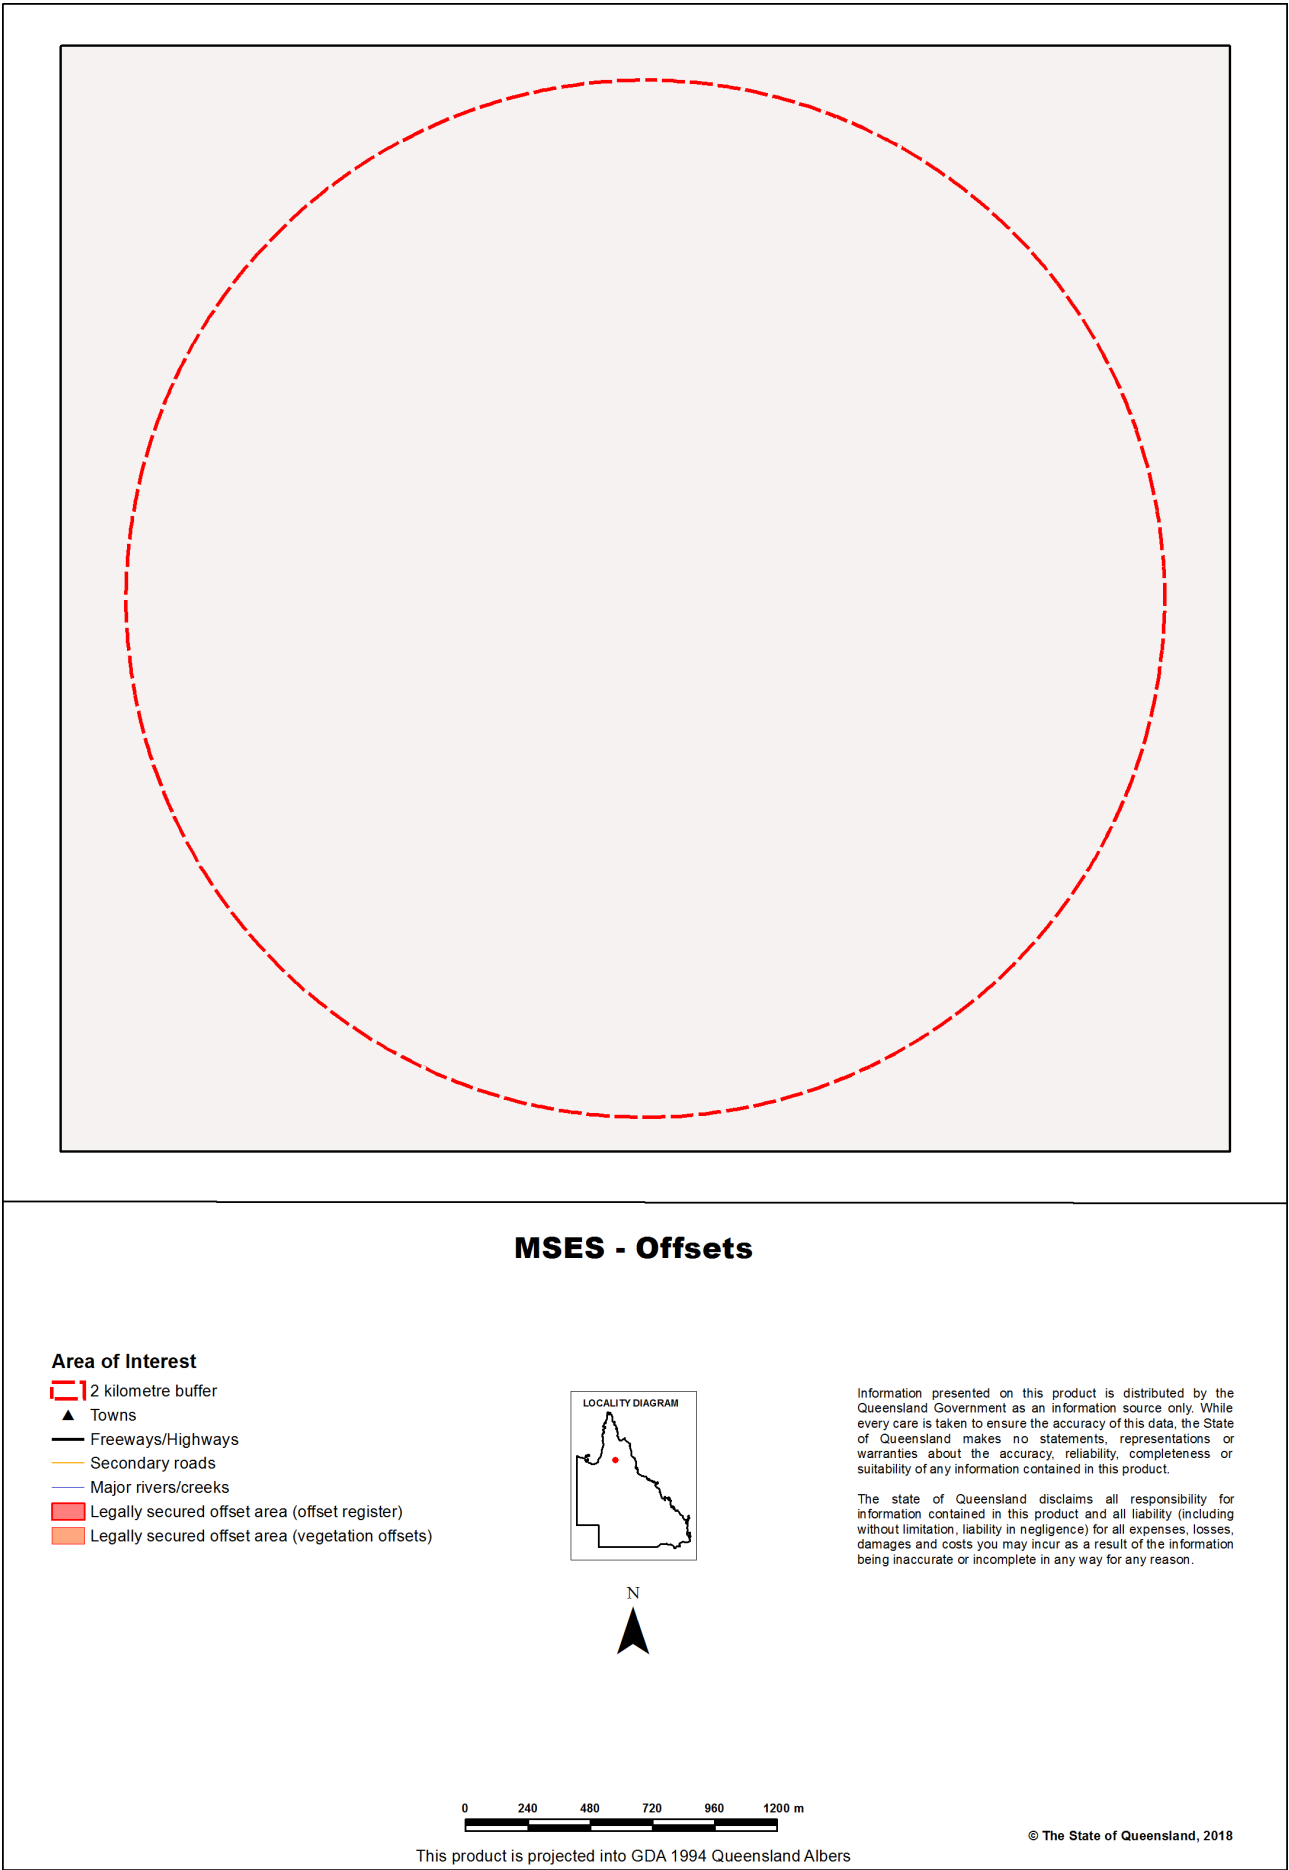 MSES - Offsets
Area of Interest
2 kilometre buffer
Towns
Freeways/Highways
Secondary roads
Major rivers/creeks
Legally secured offset area (offset register)
Legally secured offset area (vegetation offsets)
LOCALITY DIAGRAM
N
Information presented on this product is distributed by the
Queensland Government as an information source only. While
every care is taken to ensure the accuracy of this data, the State
of Queensland makes no statements, representations or
warranties about the accuracy, reliability, completeness or
suitability of any information contained in this product.
The state of Queensland disclaims all responsibility for
information contained in this product and all liability (including
without limitation, liability in negligence) for all expenses, losses,
damages and costs you may incur as a result of the information
being inaccurate or incomplete in any way for any reason.
0 240 480 720 960 1200 m
© The State of Queensland, 2018
This product is projected into GDA 1994 Queensland Albers